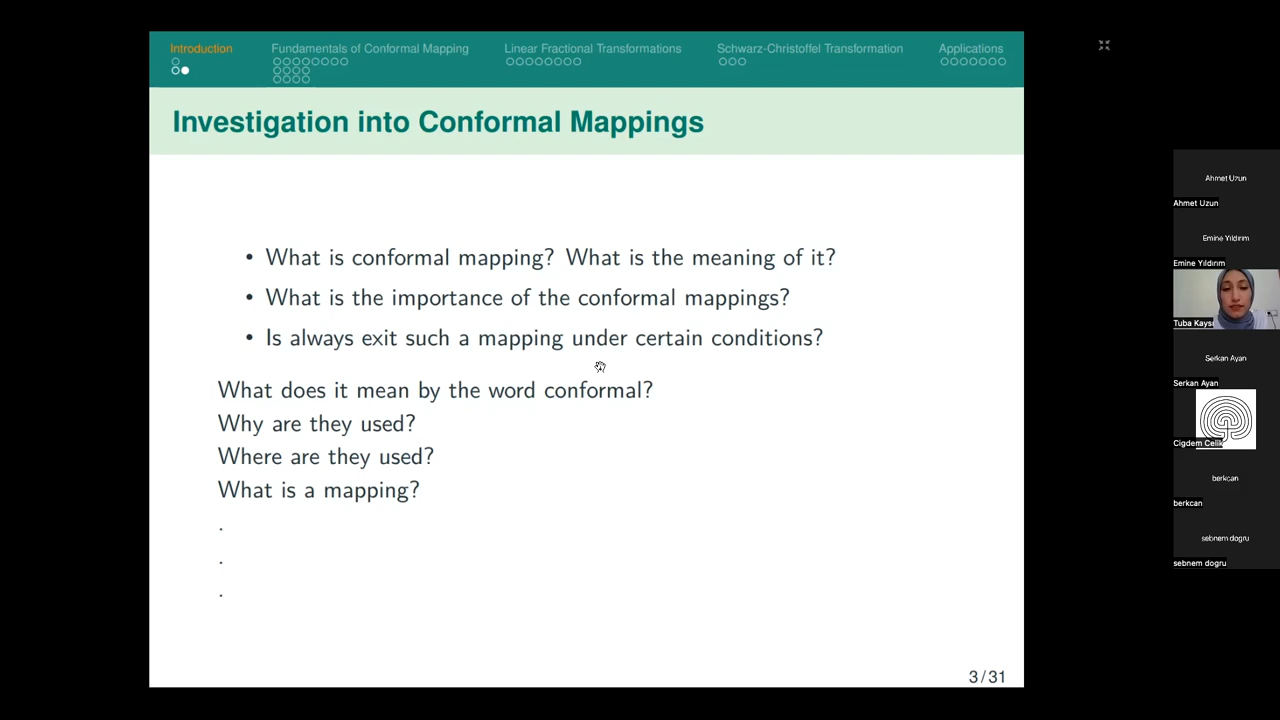 Introduction
Fundamentals of Conformal Mapping
Linear Fractional Transformations
Schwarz-Christoffel Transformation
Applications
Investigation into Conformal Mappings
• What is conformal mapping? What is the meaning of it?
• What is the importance of the conformal mappings?
• Is always exit such a mapping under certain conditions?
What does it mean by the word conformal?
Why are they used?
Where are they used?
What is a mapping?
.
.
.
3 / 31
Ahmet Uzun
Ahmet Uzun
Emine Yıldırım
Emine Yıldırım
Tuba Kaysı
Serkan Ayan
Serkan Ayan
Cigdem Celik
berkcan
berkcan
sebnem dogru
sebnem dogru